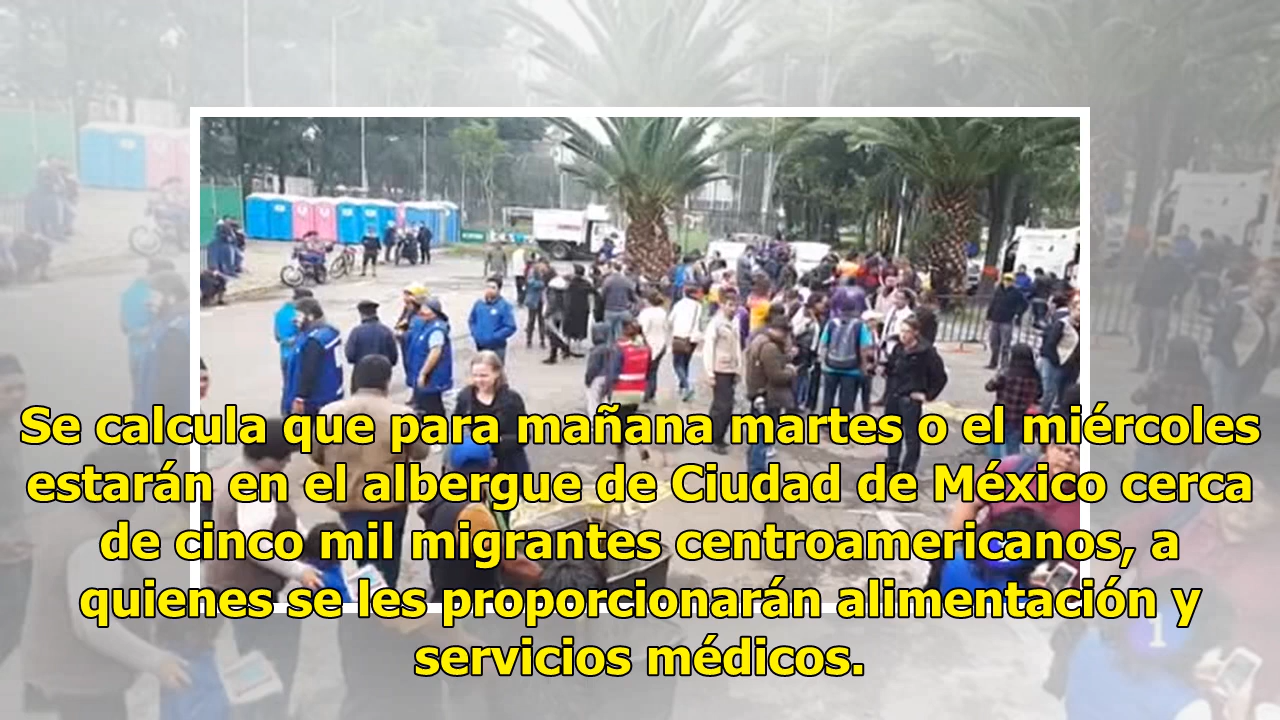 Se calcula que para mañana martes o el miércoles
estarán en el albergue de Ciudad de México cerca
de cinco mil migrantes centroamericanos, a
quienes se les proporcionarán alimentación y
servicios médicos.